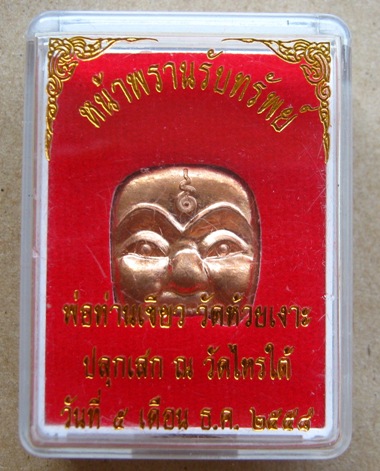 หน้าพรานรับทรัพย์
พ่อท่านเขียว วัดห้วยเงาะ
ปลุกเสก ณ วัดไทรใต้
วันที่ ๕ เดือน ธ.ค. ๒๕๕๔